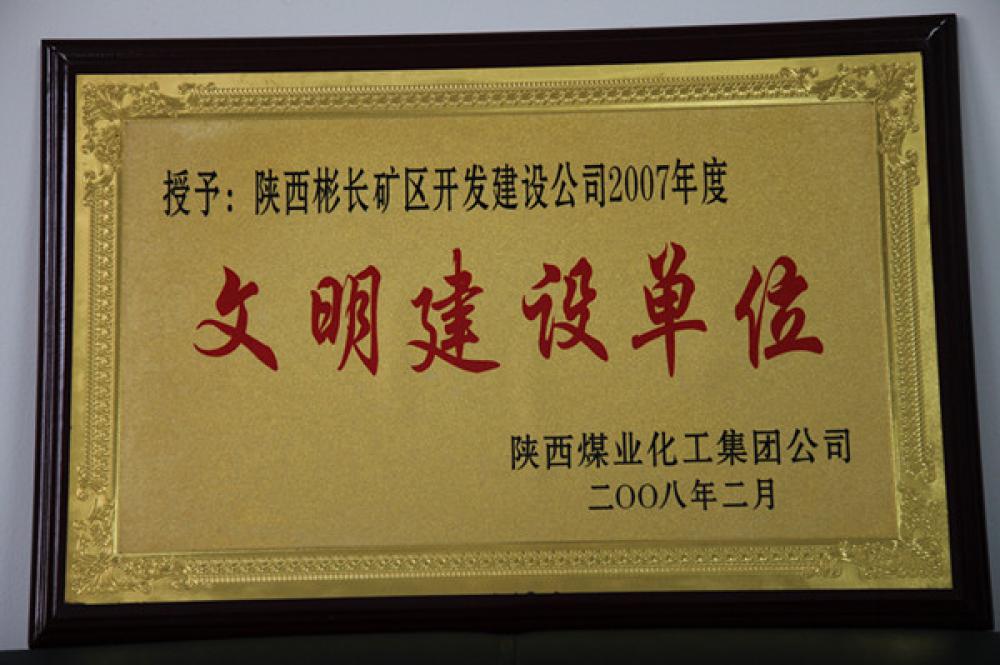 授予：陕西彬长矿区开发建设公司2007年度
文明建设单位
陕西煤业化工集团公司
二〇〇八年二月